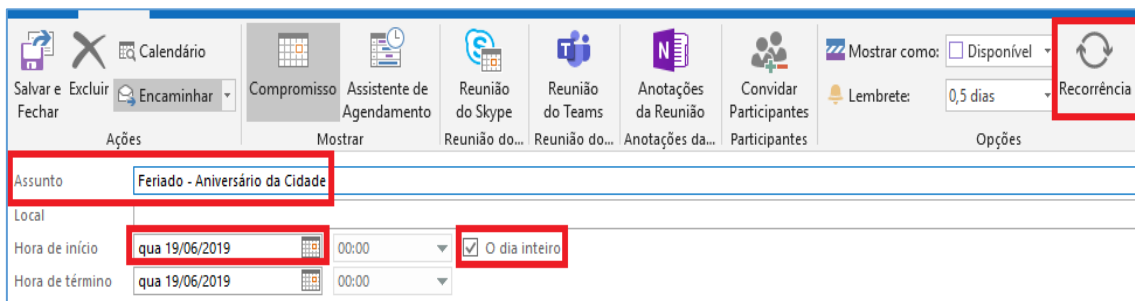 Salvar e Fechar
Excluir
Calendário
Encaminhar
Ações
Compromisso
Assistente de Agendamento
Mostrar
Reunião do Skype
Reunião do...
Reunião do Teams
Reunião do...
Anotações da Reunião
Anotações da...
Convidar Participantes
Participantes
Mostrar como: Disponível
Lembrete: 0,5 dias
Recorrência
Opções
Assunto Feriado - Aniversário da Cidade
Local
Hora de início qua 19/06/2019 00:00 O dia inteiro
Hora de término qua 19/06/2019 00:00